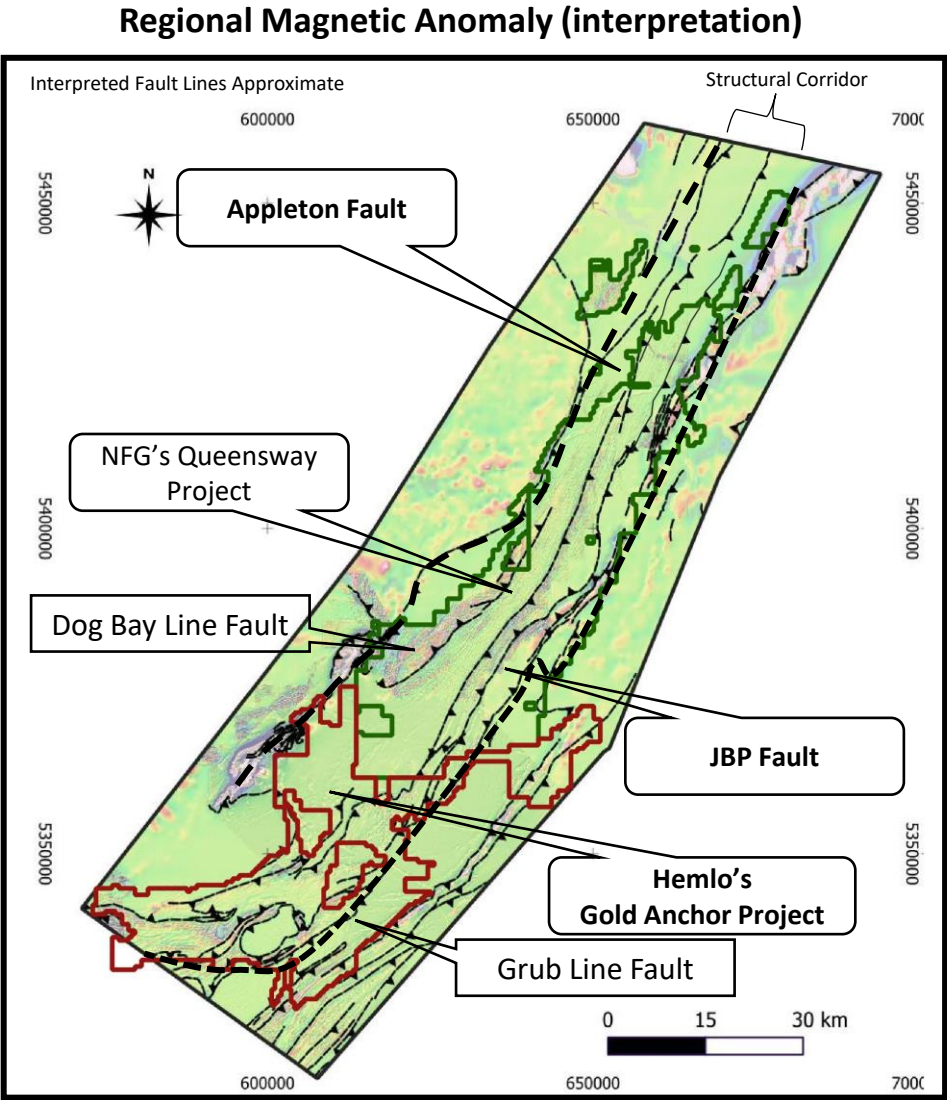 Regional Magnetic Anomaly (interpretation)
Interpreted Fault Lines Approximate
Structural Corridor
600000
650000
7000
N
5450000
5450000
Appleton Fault
NFG's Queensway
Project
5400000
5400000
Dog Bay Line Fault
JBP Fault
5350000
5350000
Hemlo's
Gold Anchor Project
Grub Line Fault
0
15
30 km
600000
650000
7000